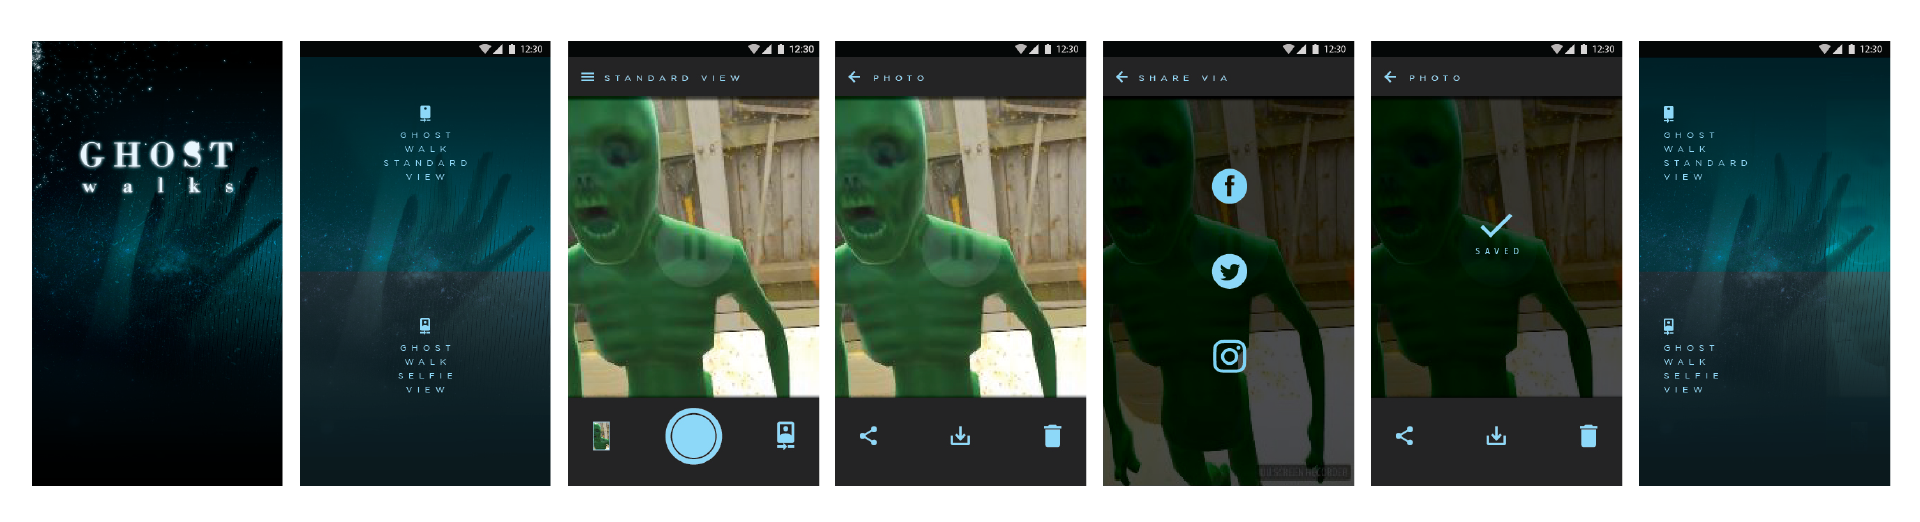 GHOST
walks
12:30
GHOST
WALK
STANDARD
VIEW
GHOST
WALK
SELFIE
VIEW
12:30
STANDARD VIEW
12:30
PHOTO
12:30
SHARE VIA
12:30
PHOTO
SAVED
12:30
GHOST
WALK
STANDARD
VIEW
GHOST
WALK
SELFIE
VIEW